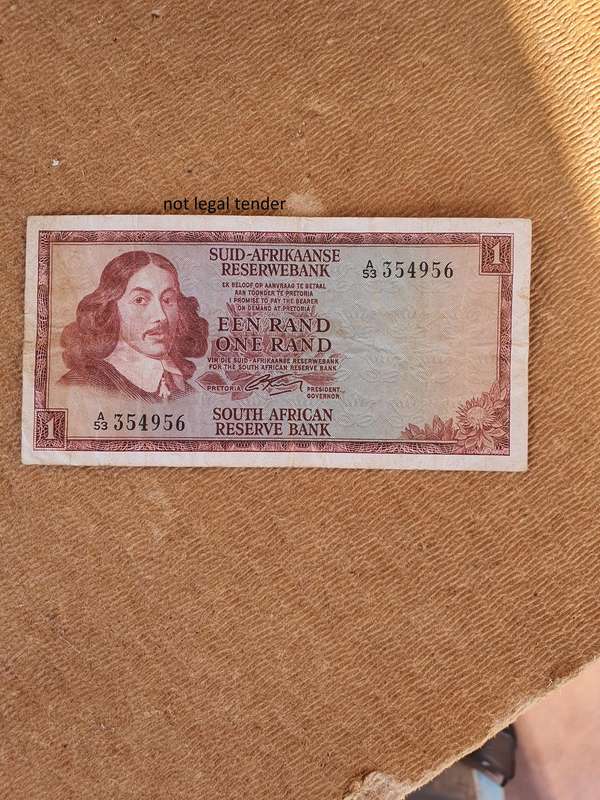 not legal tender
SUID-AFRIKAANSE
RESERWEBANK
A
53 354956
1
EK BELOOF OP AANVRAAG TE BETAAL
AAN TOONDER TE PRETORIA
I PROMISE TO PAY THE BEARER
ON DEMAND AT PRETORIA
EEN RAND
ONE RAND
VIR DIE SUID-AFRIKAANSE RESERWEBANK
FOR THE SOUTH AFRICAN RESERVE BANK
PRETORIA
PRESIDENT
GOVERNOR
1
A
53 354956
SOUTH AFRICAN
RESERVE BANK